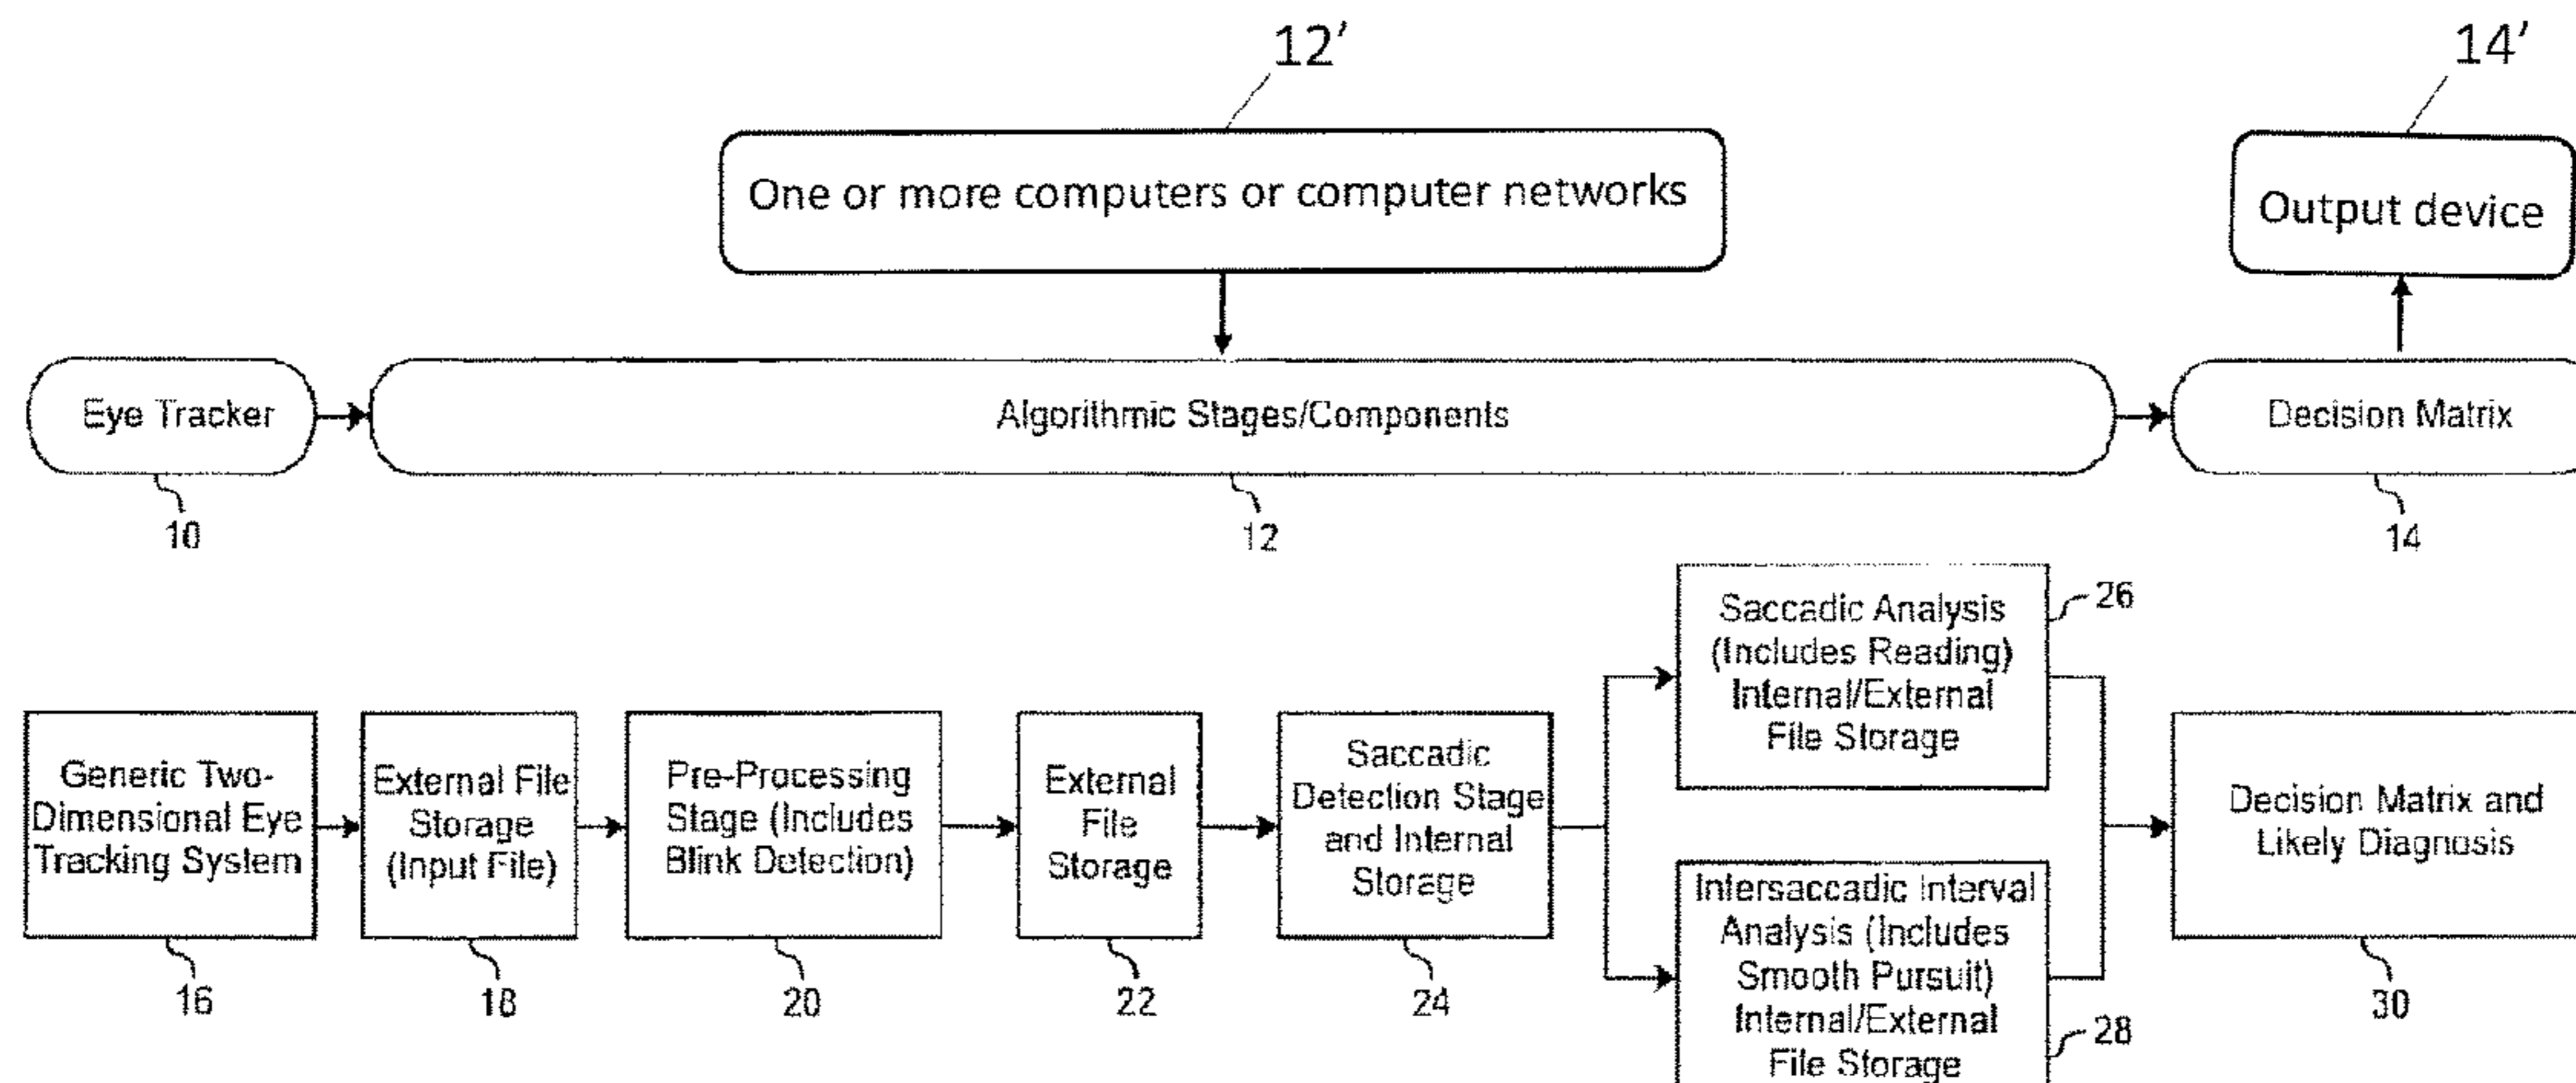 12’
14’
One or more computers or computer networks
Output device
Eye Tracker
Algorithmic Stages/Components
Decision Matrix
10
12
14
Saccadic Analysis
(Includes Reading)
Internal/External
File Storage
26
Generic Two-
Dimensional Eye
Tracking System
External File
Storage
(Input File)
Pre-Processing
Stage (Includes
Blink Detection)
External
File
Storage
Saccadic
Detection Stage
and Internal
Storage
Decision Matrix and
Likely Diagnosis
Intersaccadic Interval
Analysis (Includes
Smooth Pursuit)
Internal/External
File Storage
16
18
20
22
24
30
28